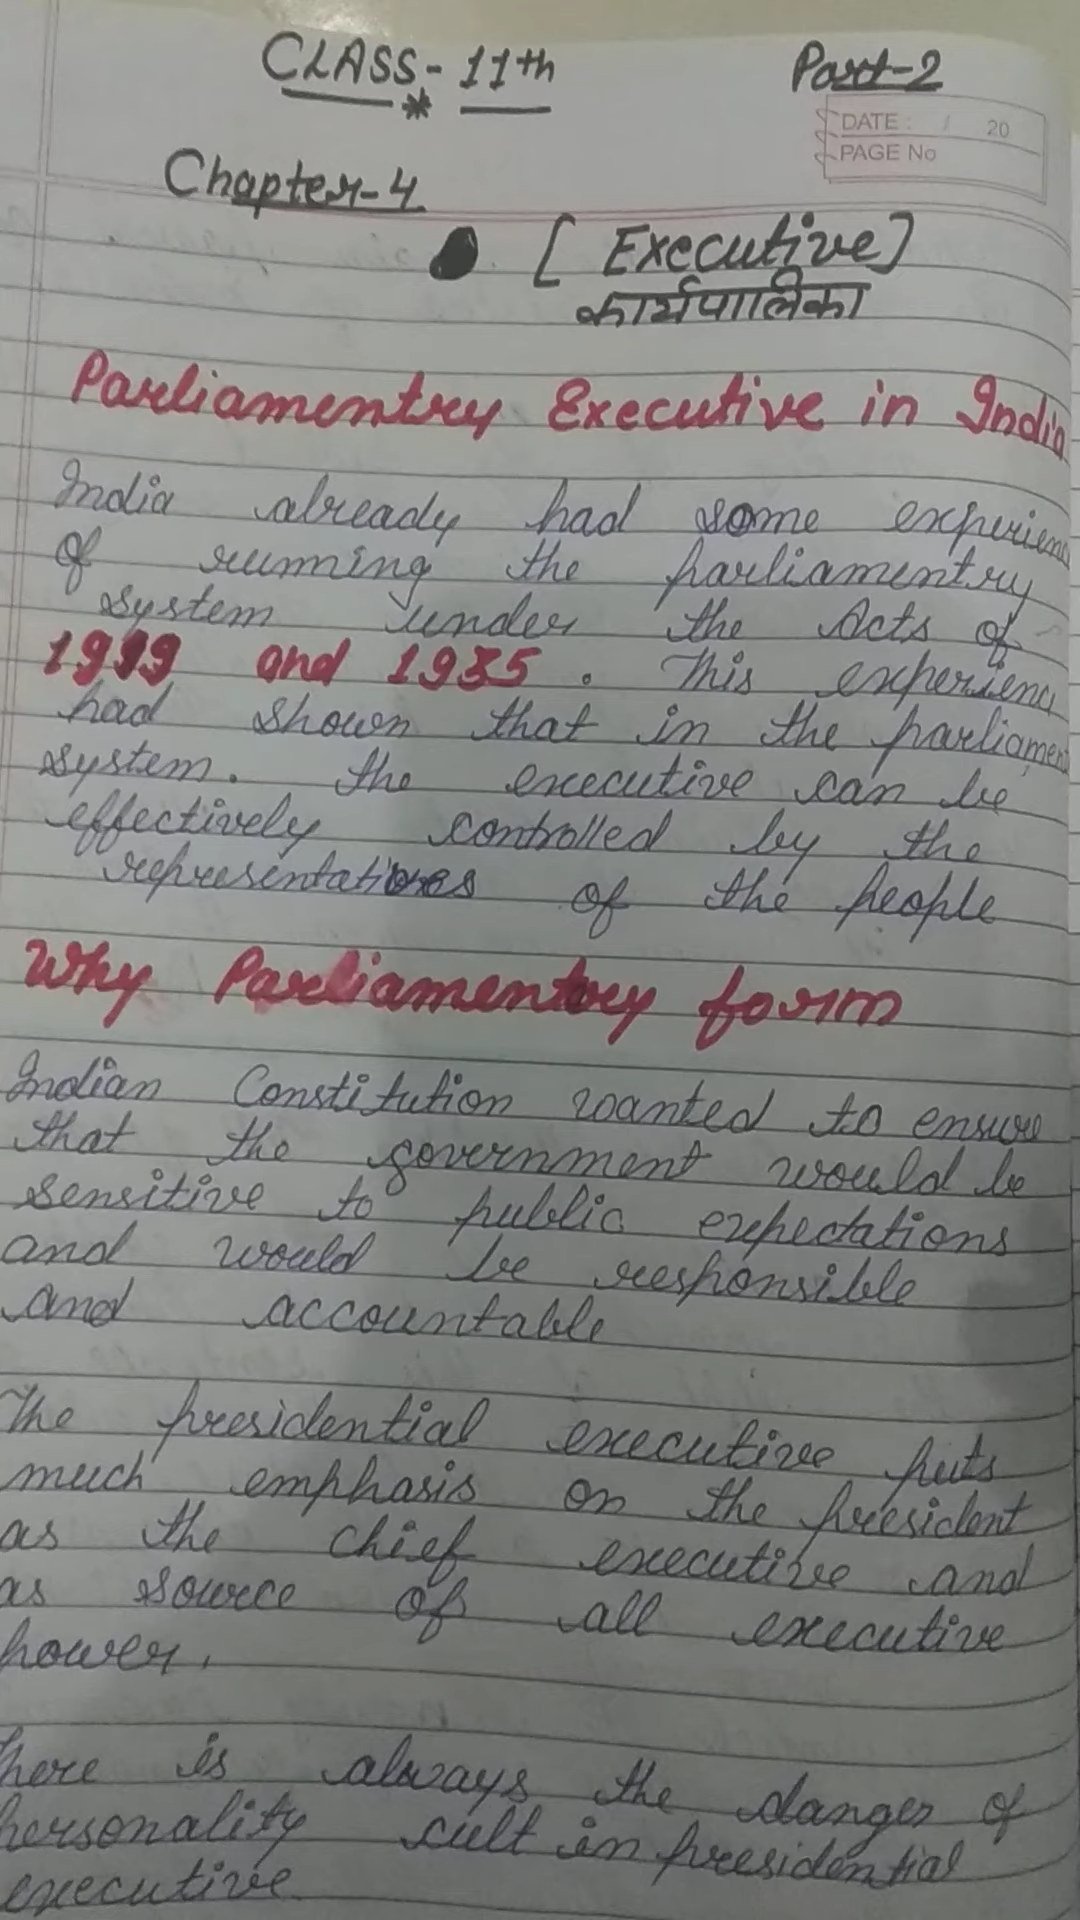 CLASS - 11th
Part-2
DATE: / 20
PAGE No
Chapter-4
[ Executive ]
कार्यपालिका
Parliamentry Executive in India
India already had some experienc
of running the parliamentry
system under the Acts of
1919 and 1935. This experienc
had shown that in the parliamen
system. the executive can be
effectively controlled by the
representatives of the people
Why Parliamentry form
Indian Constitution wanted to ensure
that the government would be
sensitive to public expectations
and would be responsible
and accountable
The presidential executive puts
much emphasis on the president
as the chief executive and
as source of all executive
power.
here is always the danger of
personality cult in presidential
executive